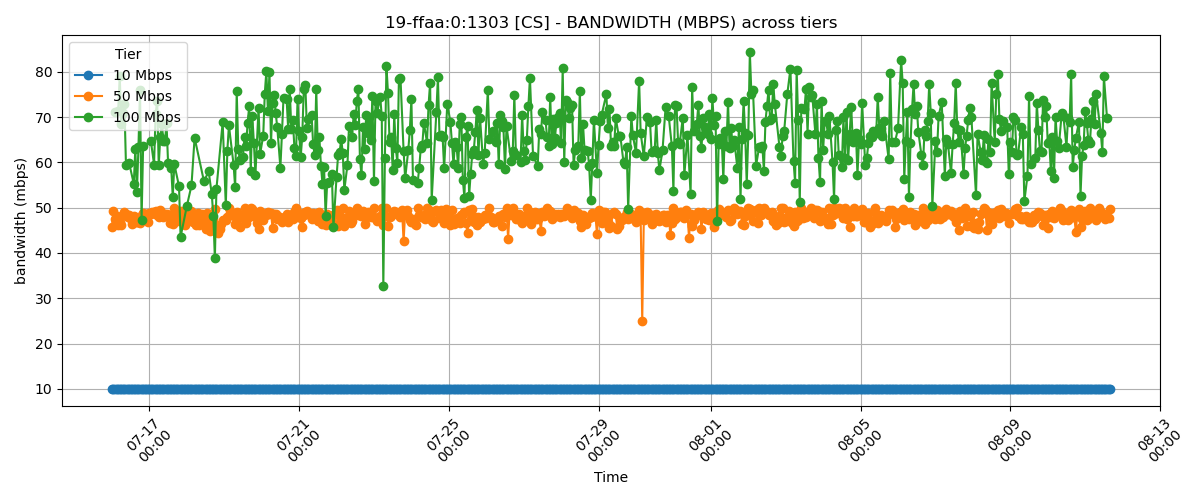 19-ffaa:0:1303 [CS] - BANDWIDTH (MBPS) across tiers
Tier
10 Mbps
50 Mbps
100 Mbps
bandwidth (mbps)
80
70
60
50
40
30
20
10
07-17 00:00
07-21 00:00
07-25 00:00
07-29 00:00
08-01 00:00
08-05 00:00
08-09 00:00
08-13 00:00
Time